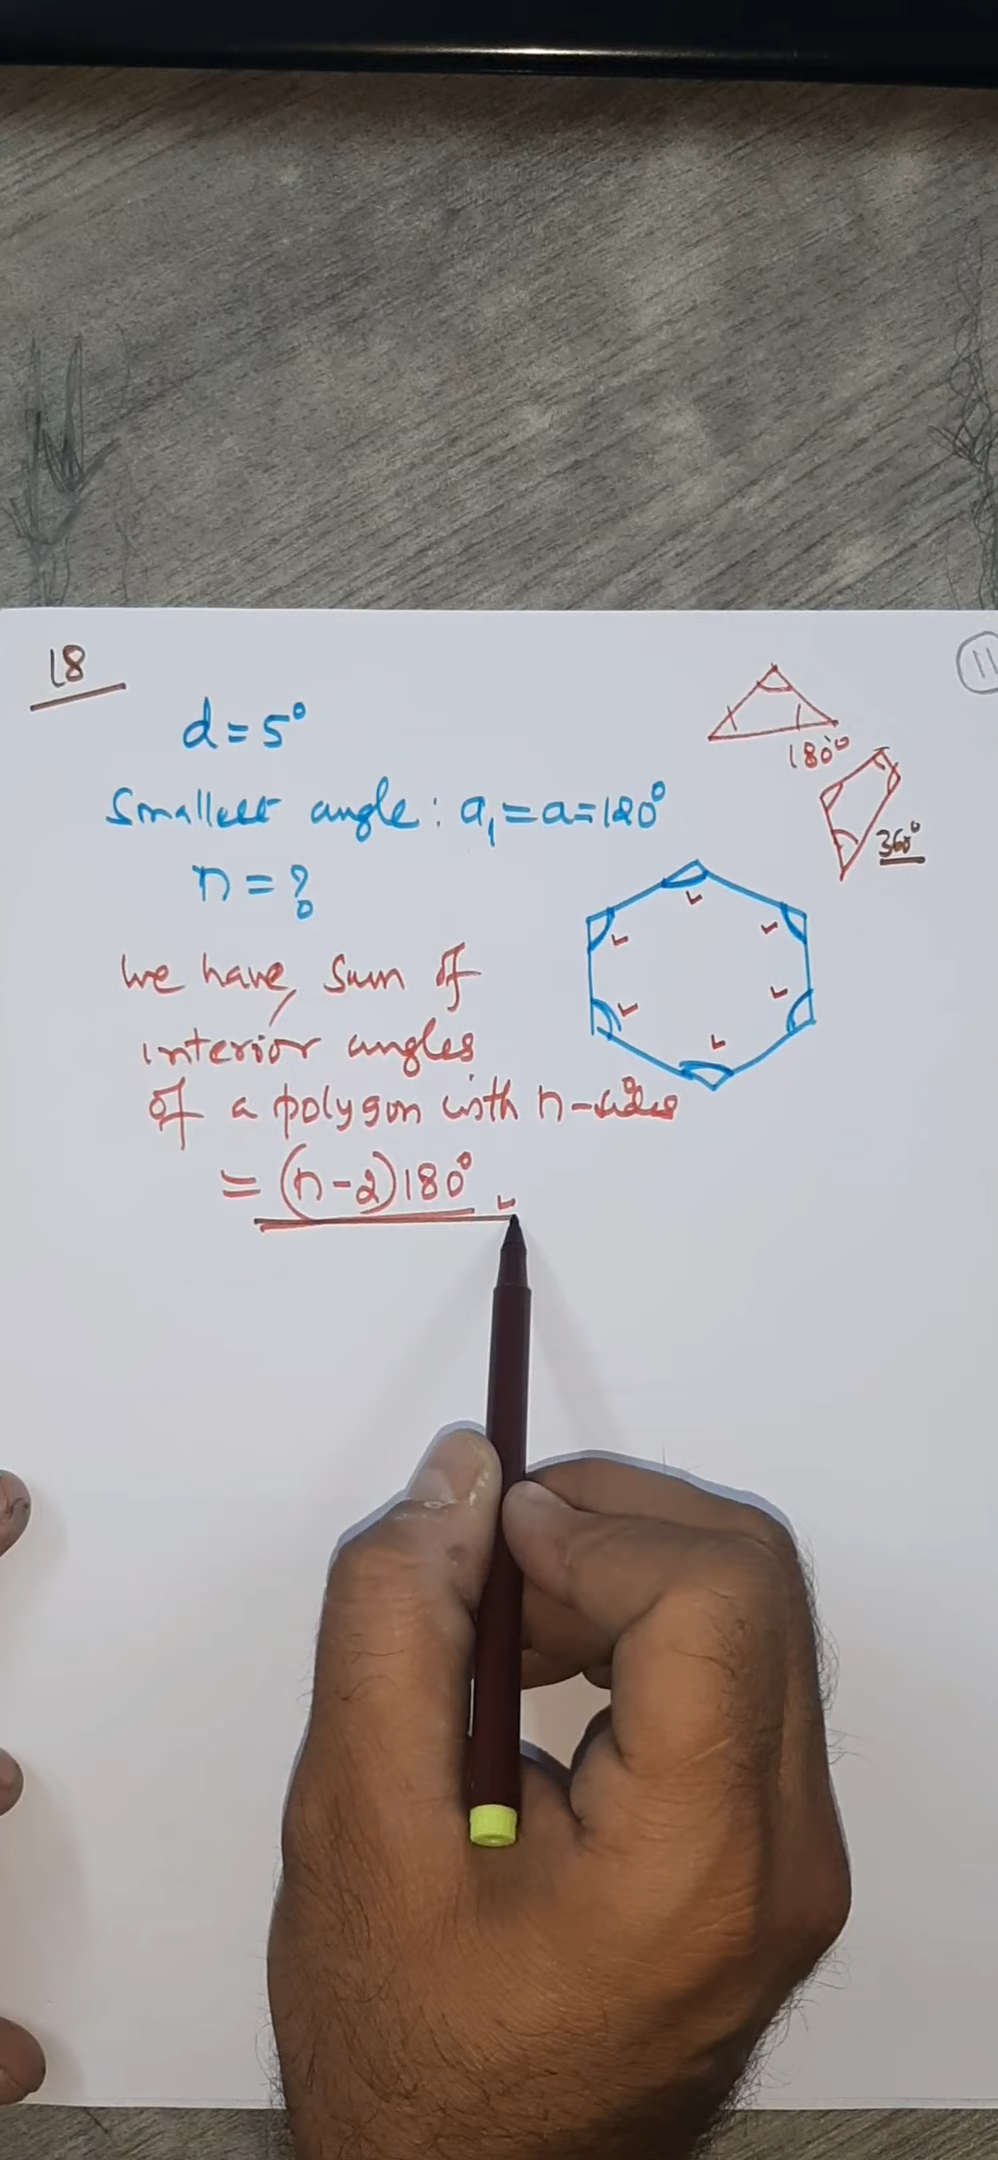 18
11
d = 5°
180°
Smallest angle : a₁ = a = 120°
360°
n = ?
We have, Sum of
interior angles
of a polygon with n-sides
= (n-2)180°